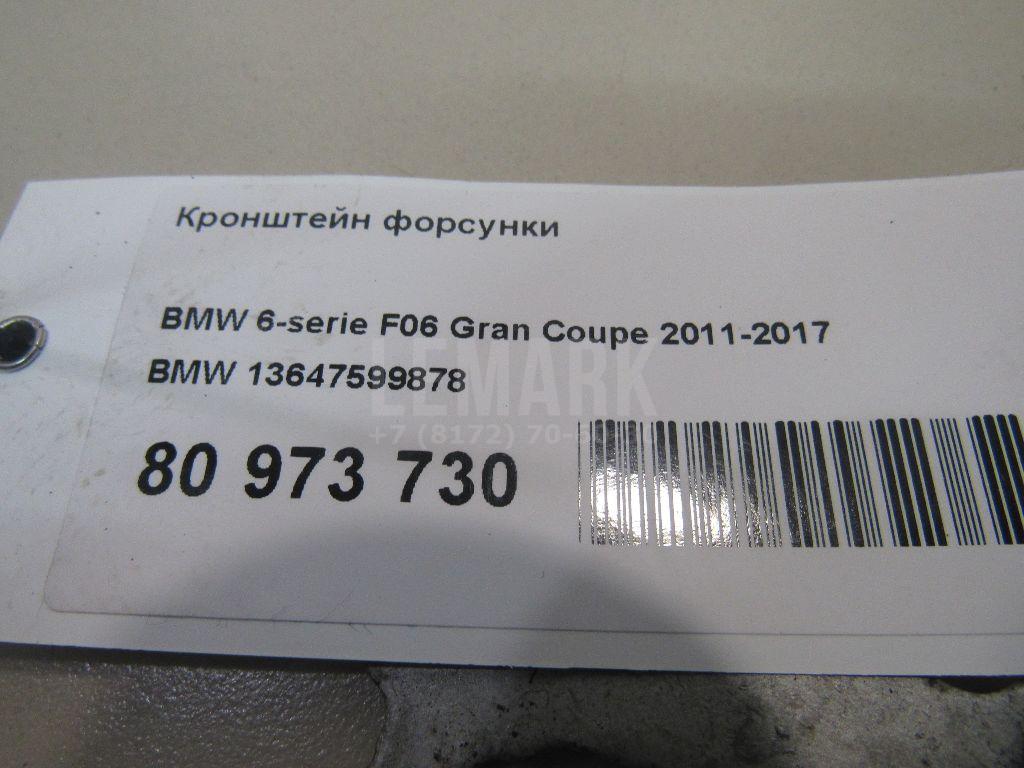 Кронштейн форсунки
BMW 6-serie F06 Gran Coupe 2011-2017
BMW 13647599878
LEMARK
80 973 730